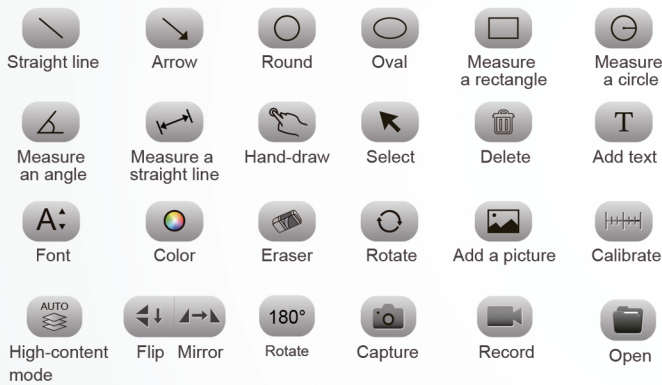 Straight line
Arrow
Round
Oval
Measure
a rectangle
Measure
a circle
Measure
an angle
Measure a
straight line
Hand-draw
Select
Delete
T
Add text
A
Font
Color
Eraser
Rotate
Add a picture
Calibrate
AUTO
High-content
mode
Flip Mirror
180°
Rotate
Capture
Record
Open